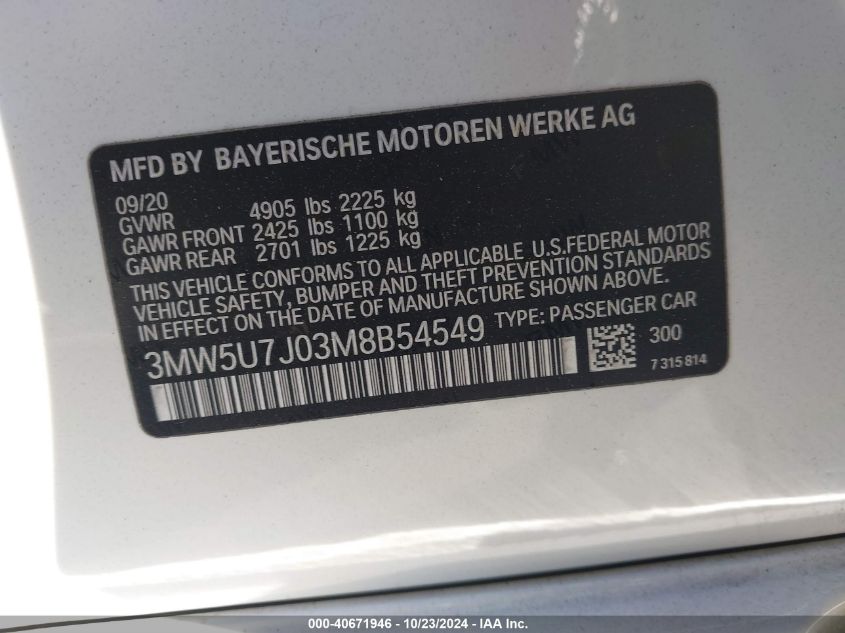 MFD BY BAYERISCHE MOTOREN WERKE AG
09/20
GVWR 4905 lbs 2225 kg
GAWR FRONT 2425 lbs 1100 kg
GAWR REAR 2701 lbs 1225 kg
THIS VEHICLE CONFORMS TO ALL APPLICABLE U.S.FEDERAL MOTOR
VEHICLE SAFETY, BUMPER AND THEFT PREVENTION STANDARDS
IN EFFECT ON THE DATE OF MANUFACTURE SHOWN ABOVE.
3MW5U7J03M8B54549 TYPE: PASSENGER CAR
300
7 315 814
000-40671946 - 10/23/2024 - IAA Inc.